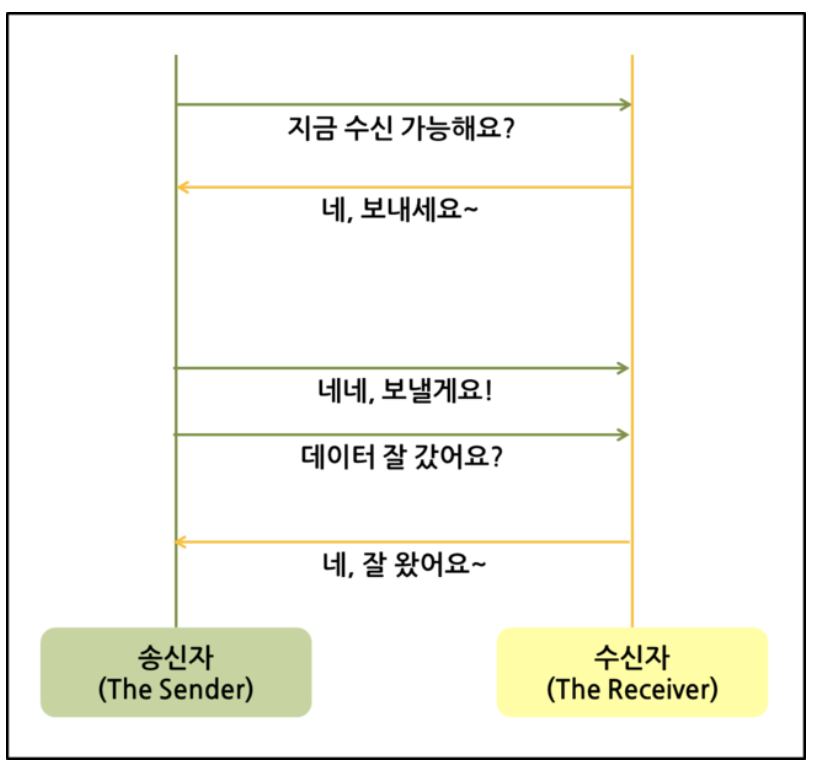 지금 수신 가능해요?
네, 보내세요~
네네, 보낼게요!
데이터 잘 갔어요?
네, 잘 왔어요~
송신자
(The Sender)
수신자
(The Receiver)